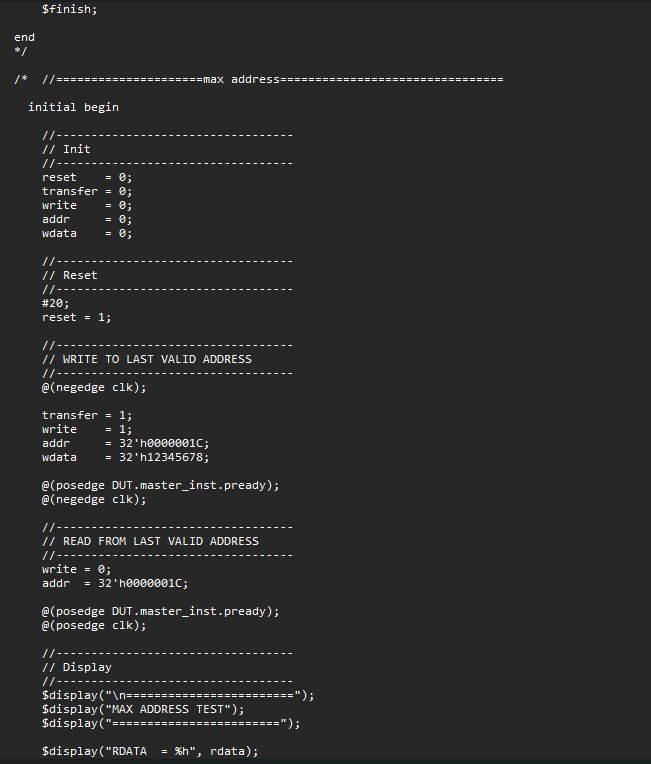 $finish;
end
*/
/*  //=====================max address================================
initial begin
//----------------------------------
// Init
//----------------------------------
reset    = 0;
transfer = 0;
write    = 0;
addr     = 0;
wdata    = 0;
//----------------------------------
// Reset
//----------------------------------
#20;
reset = 1;
//----------------------------------
// WRITE TO LAST VALID ADDRESS
//----------------------------------
@(negedge clk);
transfer = 1;
write    = 1;
addr     = 32'h0000001C;
wdata    = 32'h12345678;
@(posedge DUT.master_inst.pready);
@(negedge clk);
//----------------------------------
// READ FROM LAST VALID ADDRESS
//----------------------------------
write = 0;
addr  = 32'h0000001C;
@(posedge DUT.master_inst.pready);
@(posedge clk);
//----------------------------------
// Display
//----------------------------------
$display("\n========================");
$display("MAX ADDRESS TEST");
$display("========================");
$display("RDATA  = %h", rdata);